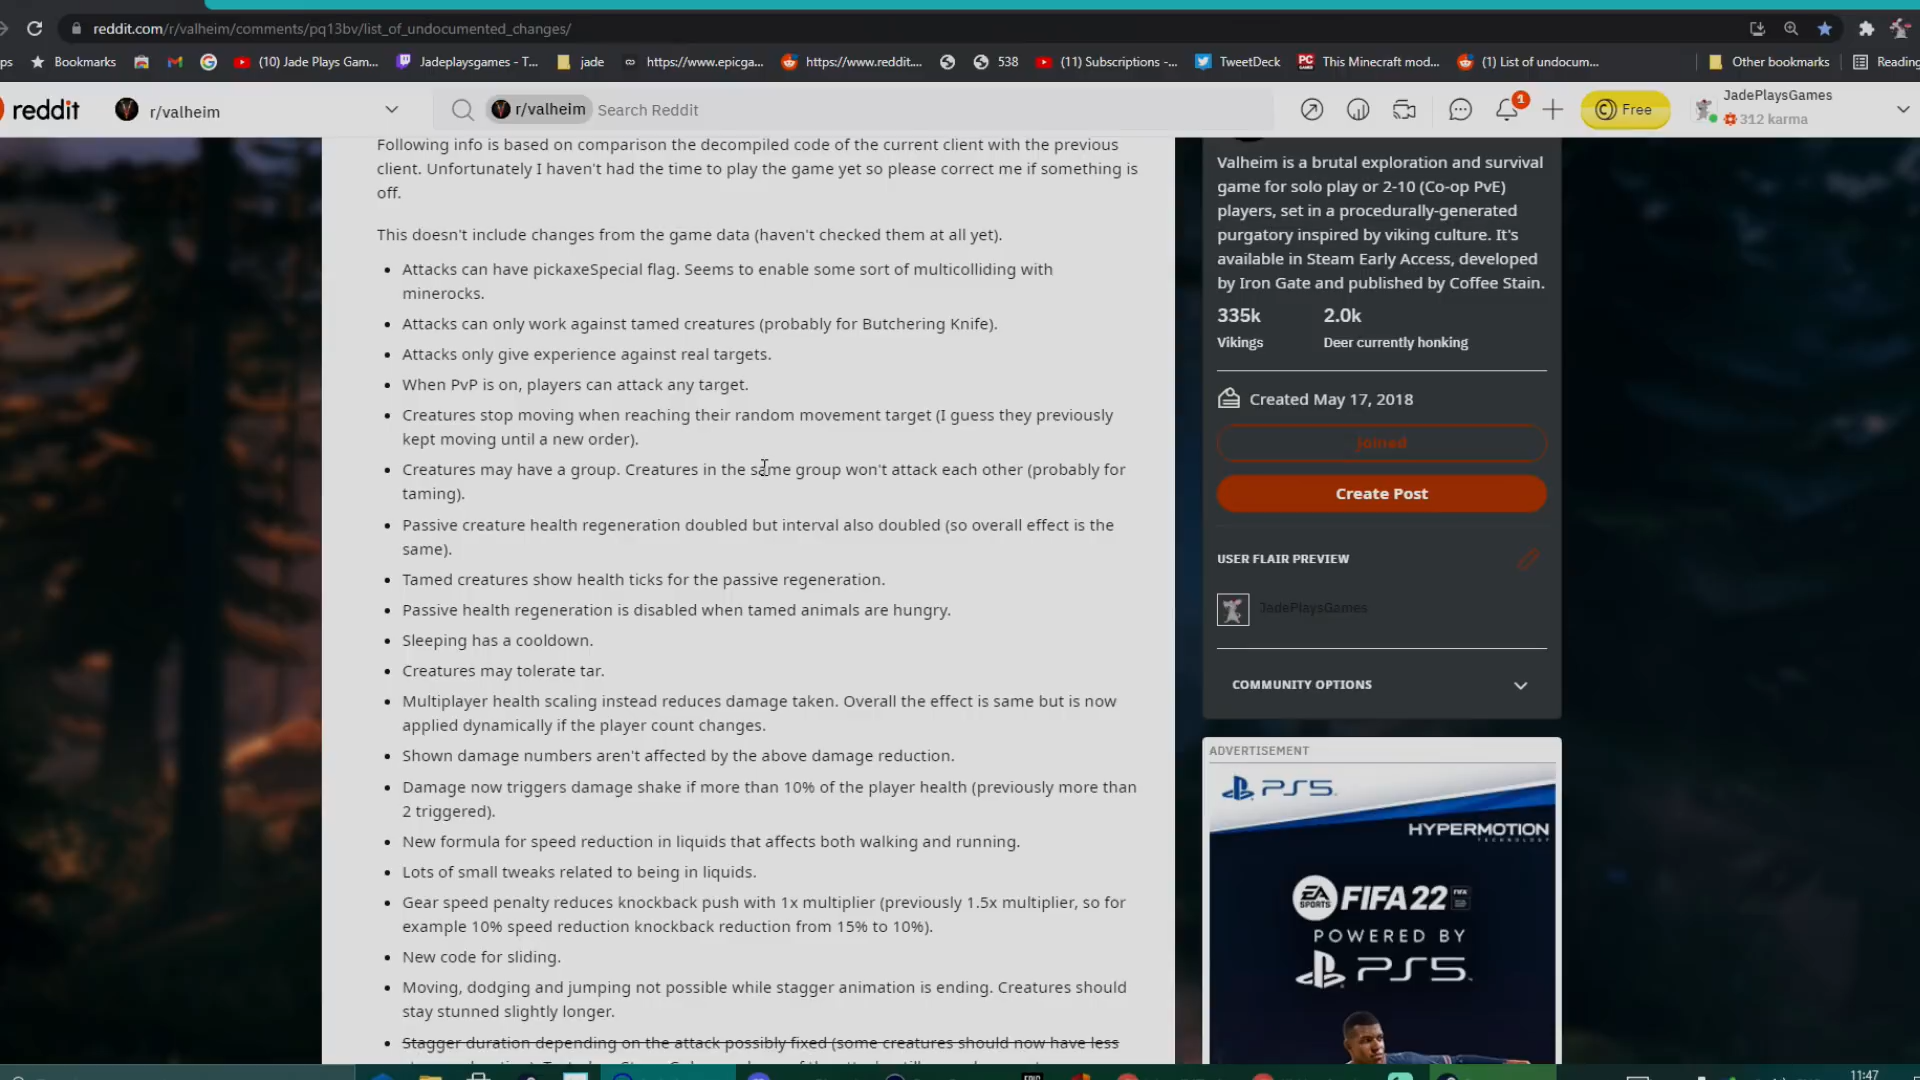 reddit.com/r/valheim/comments/pq13bv/list_of_undocumented_changes/
ps Bookmarks (10) Jade Plays Gam... Jadeplaysgames - T... jade https://www.epicga... https://www.reddit.... 538 (11) Subscriptions -... TweetDeck This Minecraft mod... (1) List of undocum... Other bookmarks Reading
reddit r/valheim r/valheim Search Reddit 1 Free JadePlaysGames
312 karma
Following info is based on comparison the decompiled code of the current client with the previous
client. Unfortunately I haven't had the time to play the game yet so please correct me if something is
off.
This doesn't include changes from the game data (haven't checked them at all yet).
• Attacks can have pickaxeSpecial flag. Seems to enable some sort of multicolliding with
minerocks.
• Attacks can only work against tamed creatures (probably for Butchering Knife).
• Attacks only give experience against real targets.
• When PvP is on, players can attack any target.
• Creatures stop moving when reaching their random movement target (I guess they previously
kept moving until a new order).
• Creatures may have a group. Creatures in the same group won't attack each other (probably for
taming).
• Passive creature health regeneration doubled but interval also doubled (so overall effect is the
same).
• Tamed creatures show health ticks for the passive regeneration.
• Passive health regeneration is disabled when tamed animals are hungry.
• Sleeping has a cooldown.
• Creatures may tolerate tar.
• Multiplayer health scaling instead reduces damage taken. Overall the effect is same but is now
applied dynamically if the player count changes.
• Shown damage numbers aren't affected by the above damage reduction.
• Damage now triggers damage shake if more than 10% of the player health (previously more than
2 triggered).
• New formula for speed reduction in liquids that affects both walking and running.
• Lots of small tweaks related to being in liquids.
• Gear speed penalty reduces knockback push with 1x multiplier (previously 1.5x multiplier, so for
example 10% speed reduction knockback reduction from 15% to 10%).
• New code for sliding.
• Moving, dodging and jumping not possible while stagger animation is ending. Creatures should
stay stunned slightly longer.
• Stagger duration depending on the attack possibly fixed (some creatures should now have less
Valheim is a brutal exploration and survival
game for solo play or 2-10 (Co-op PvE)
players, set in a procedurally-generated
purgatory inspired by viking culture. It's
available in Steam Early Access, developed
by Iron Gate and published by Coffee Stain.
335k 2.0k
Vikings Deer currently honking
Created May 17, 2018
Joined
Create Post
USER FLAIR PREVIEW
JadePlaysGames
COMMUNITY OPTIONS
ADVERTISEMENT
PS5
HYPERMOTION
TECHNOLOGY
EA SPORTS FIFA 22
POWERED BY
PS5
11:47